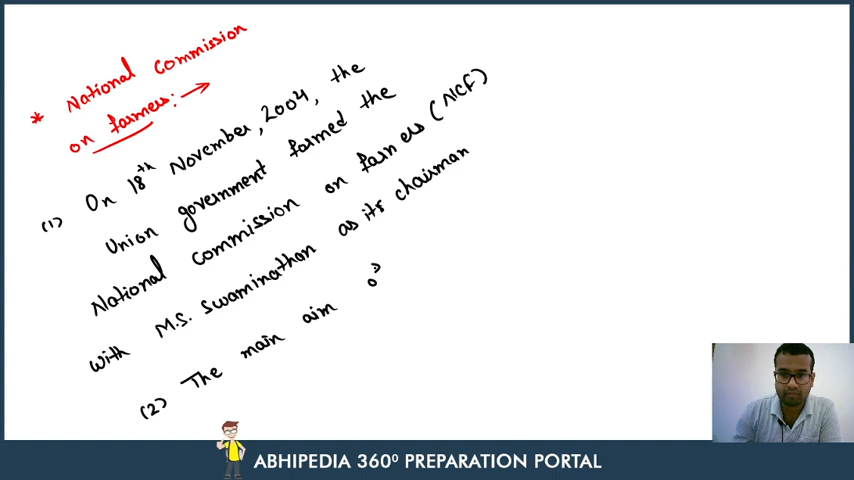 * National Commission
on farmers: →
(1) On 18th November, 2004, the
Union government formed the
National Commission on farmers (NCF)
with M.S. Swaminathan as its chairman
(2) The main aim
ABHIPEDIA 360º PREPARATION PORTAL